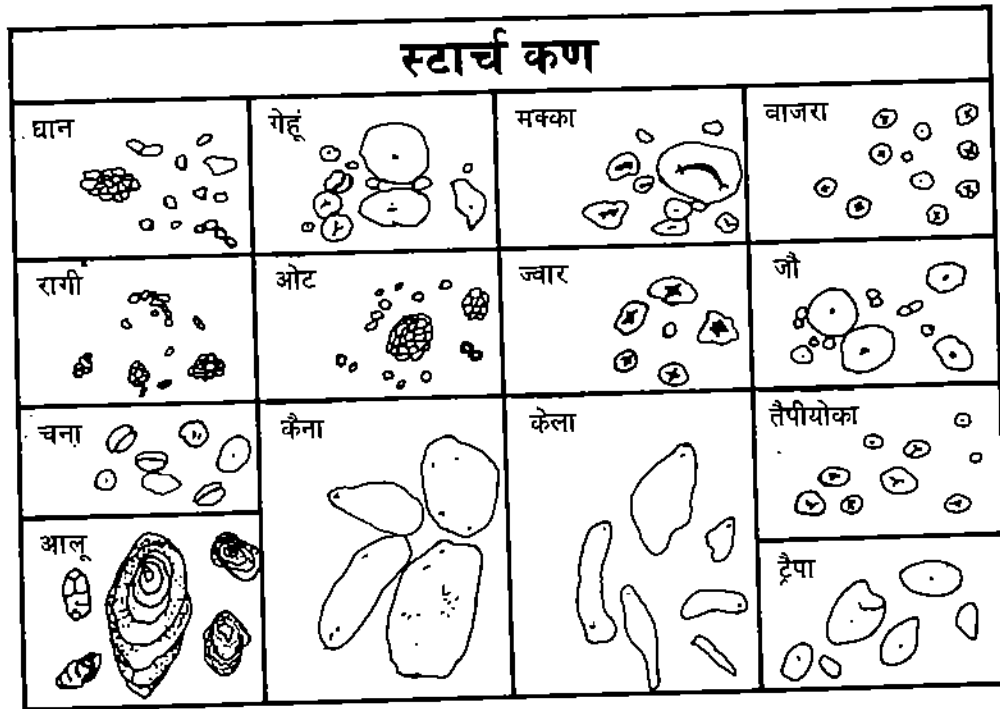 स्टार्च कण
धान
गेहूं
मक्का
बाजरा
रागी
ओट
ज्वार
जौ
चना
कैना
केला
तैपीयोका
आलू
ट्रैपा